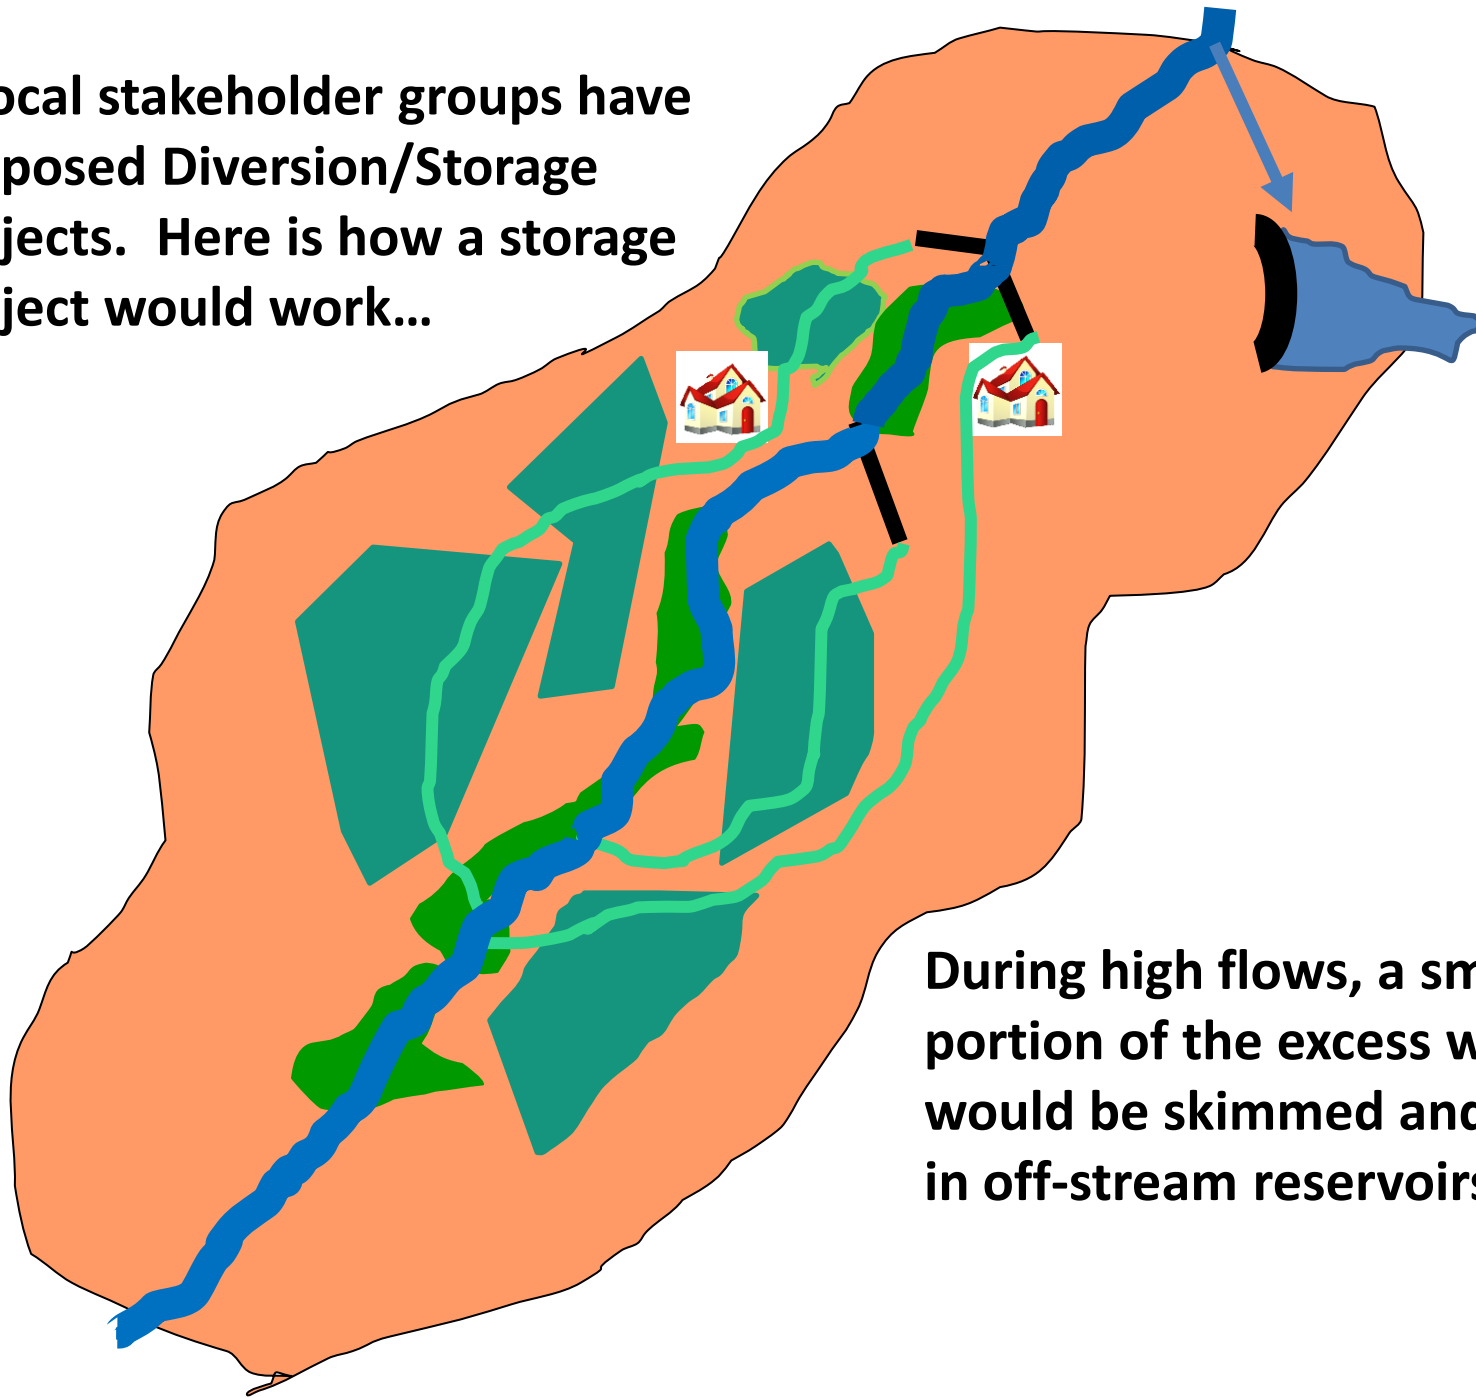 ocal stakeholder groups have
posed Diversion/Storage
jects. Here is how a storage
ject would work…
During high flows, a sm
portion of the excess w
would be skimmed and
in off-stream reservoirs